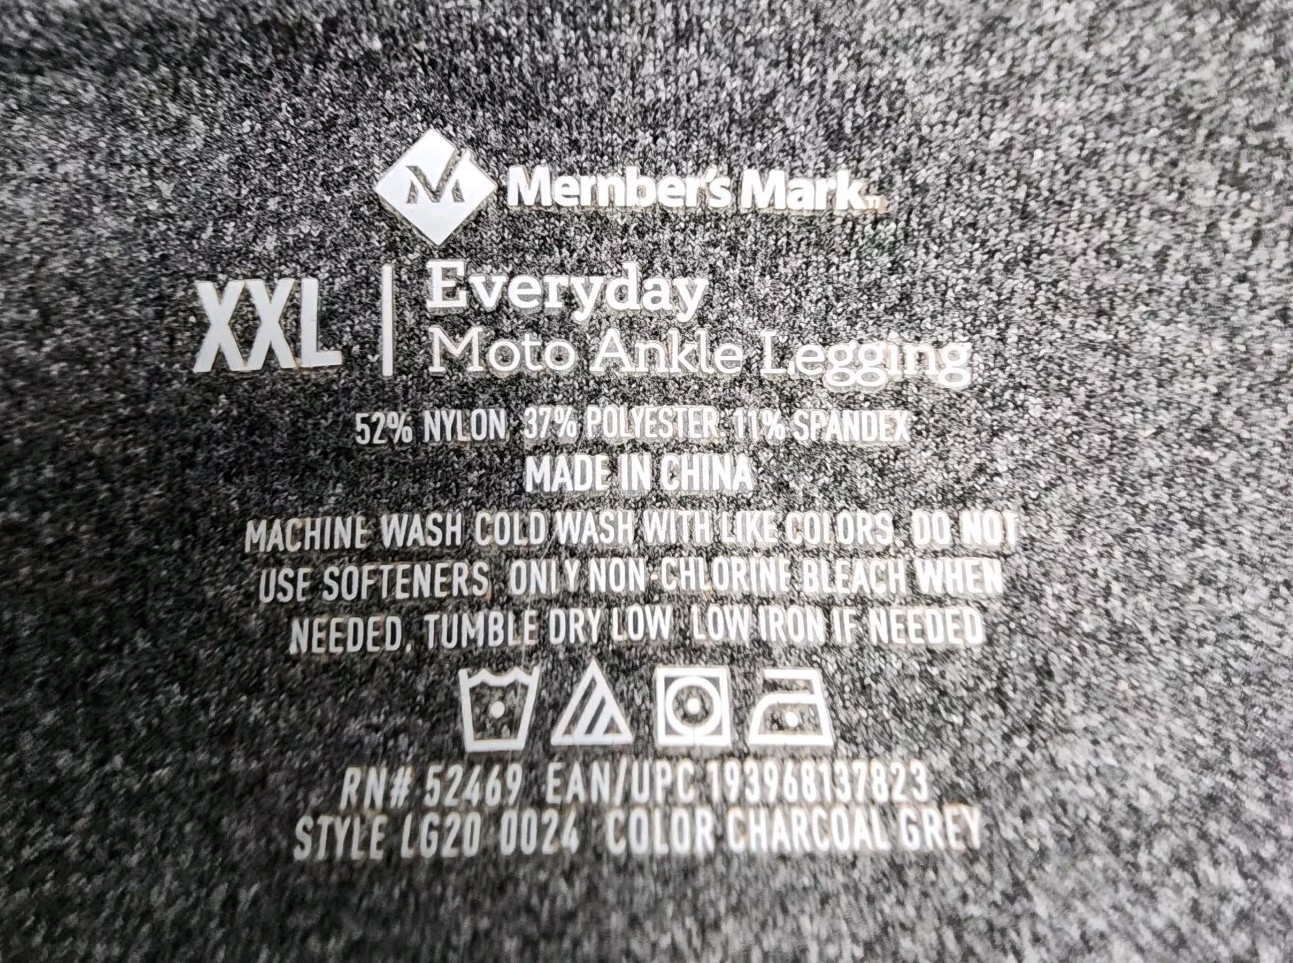 Member's Mark™
XXL | Everyday
Moto Ankle Legging
52% NYLON 37% POLYESTER 11% SPANDEX
MADE IN CHINA
MACHINE WASH COLD WASH WITH LIKE COLORS. DO NOT
USE SOFTENERS ONLY NON-CHLORINE BLEACH WHEN
NEEDED. TUMBLE DRY LOW LOW IRON IF NEEDED
RN# 52469 EAN/UPC 193968137823
STYLE LG20 0024 COLOR CHARCOAL GREY